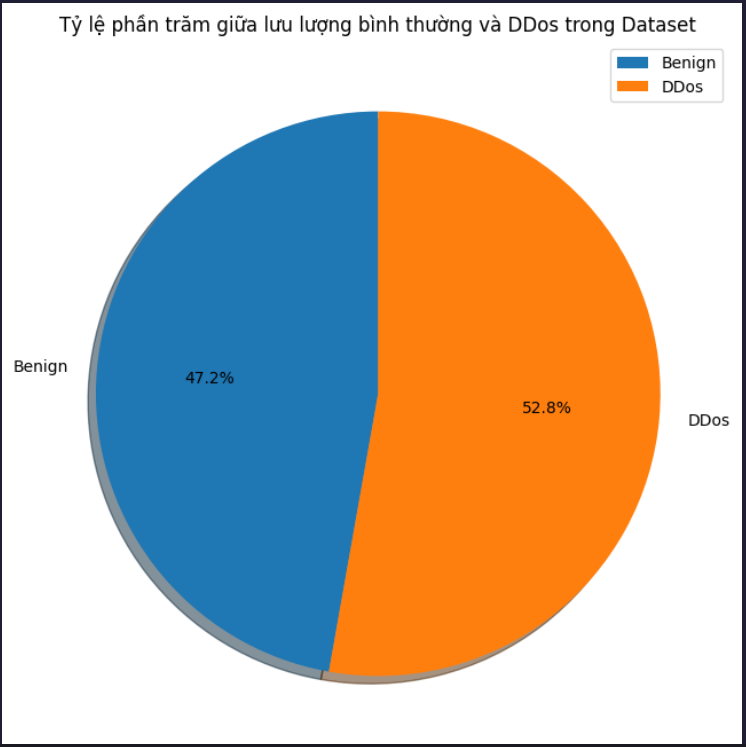 Tỷ lệ phần trăm giữa lưu lượng bình thường và DDos trong Dataset
Benign
DDos
Benign
47.2%
52.8%
DDos